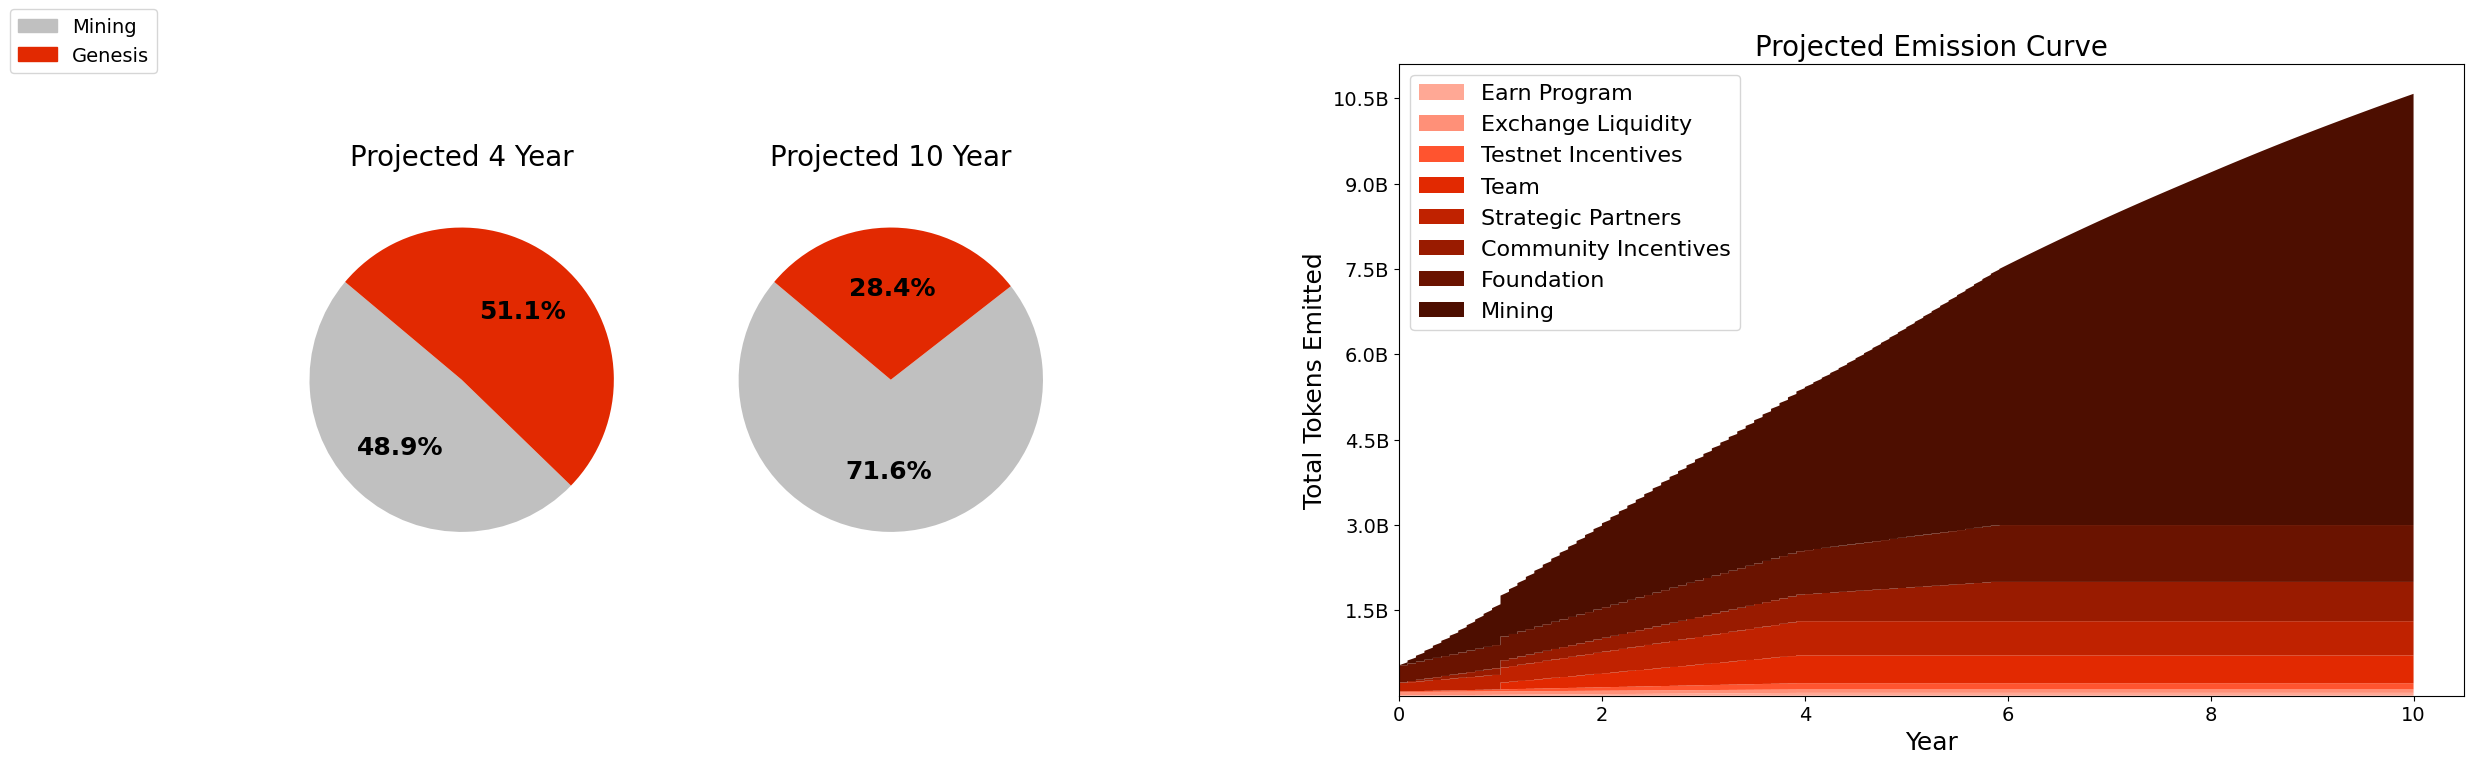 Mining
Genesis
Projected 4 Year
51.1%
48.9%
Projected 10 Year
28.4%
71.6%
Projected Emission Curve
Earn Program
Exchange Liquidity
Testnet Incentives
Team
Strategic Partners
Community Incentives
Foundation
Mining
Total Tokens Emitted
10.5B
9.0B
7.5B
6.0B
4.5B
3.0B
1.5B
0 2 4 6 8 10
Year